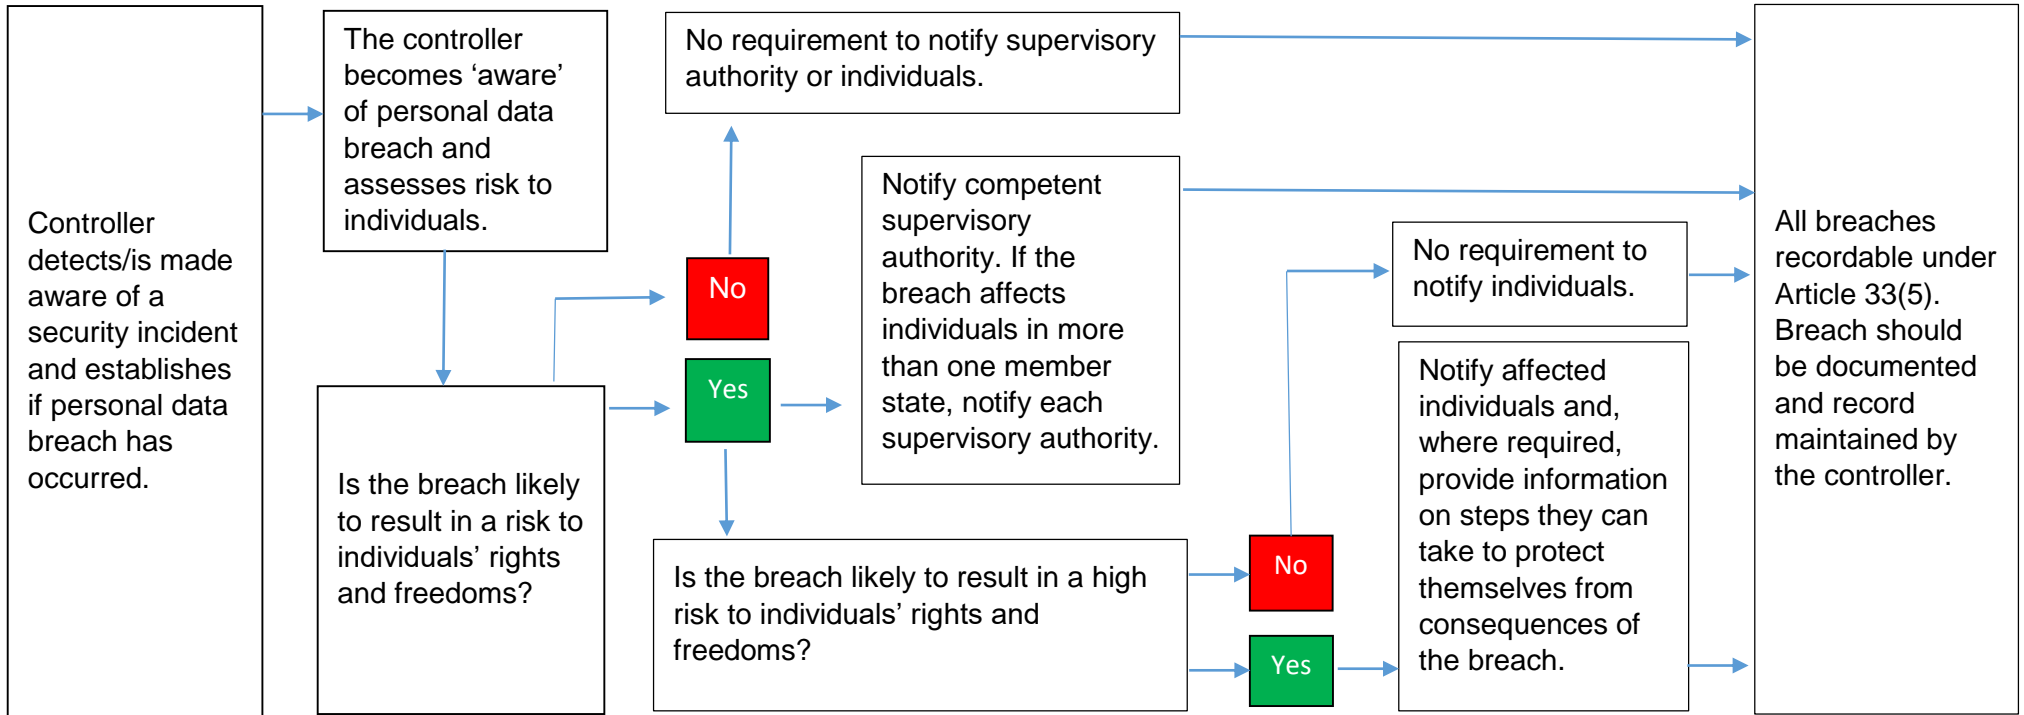 Controller
detects/is made
aware of a
security incident
and establishes
if personal data
breach has
occurred.
The controller
becomes ‘aware’
of personal data
breach and
assesses risk to
individuals.
Is the breach likely
to result in a risk to
individuals’ rights
and freedoms?
No
Yes
No requirement to notify supervisory
authority or individuals.
Notify competent
supervisory
authority. If the
breach affects
individuals in more
than one member
state, notify each
supervisory authority.
Is the breach likely to result in a high
risk to individuals’ rights and
freedoms?
No
Yes
No requirement to
notify individuals.
Notify affected
individuals and,
where required,
provide information
on steps they can
take to protect
themselves from
consequences of
the breach.
All breaches
recordable under
Article 33(5).
Breach should
be documented
and record
maintained by
the controller.